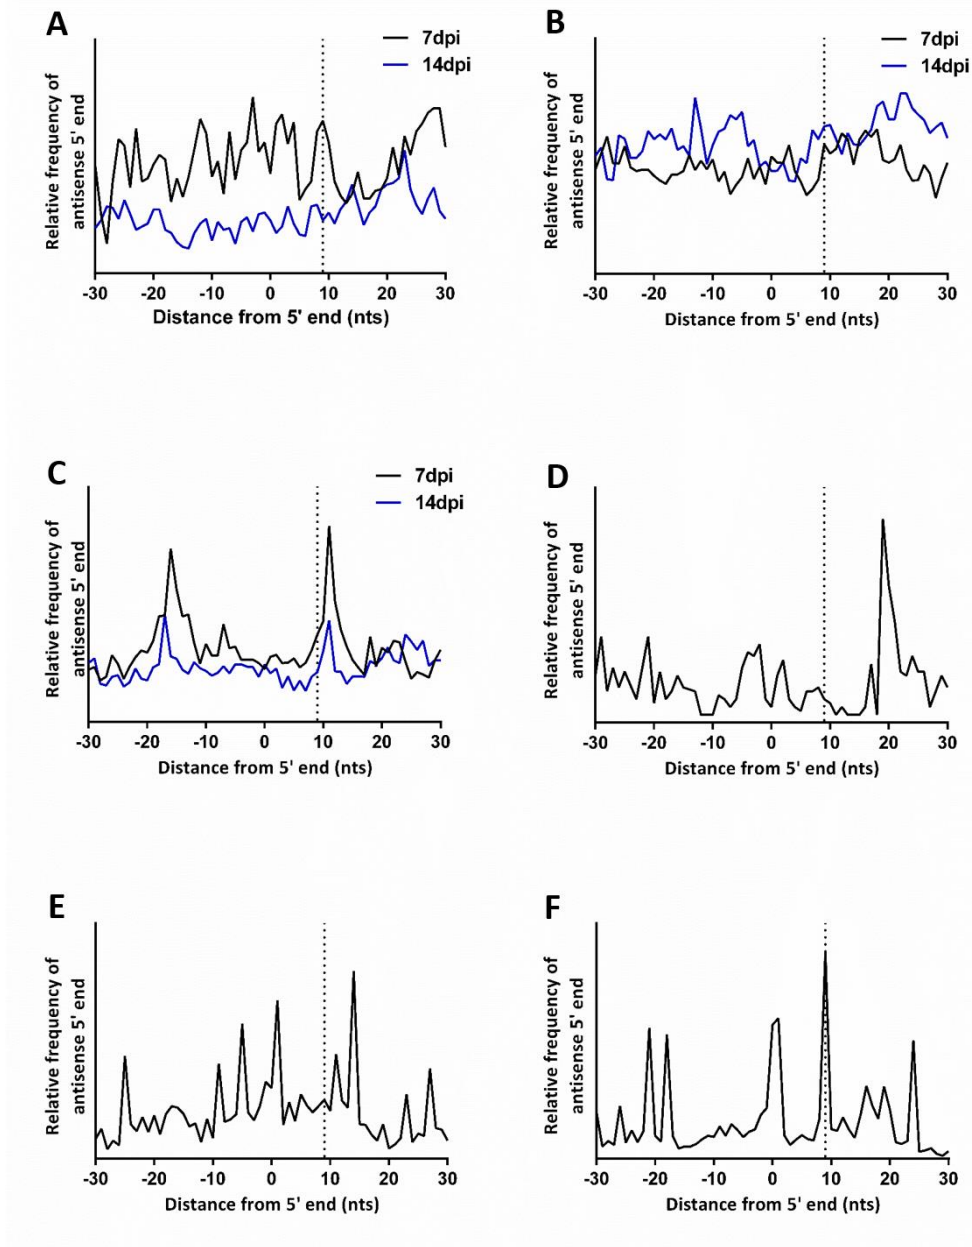 A
7dpi
14dpi
Relative frequency of
antisense 5' end
-30 -20 -10 0 10 20 30
Distance from 5' end (nts)
B
7dpi
14dpi
Relative frequency of
antisense 5' end
-30 -20 -10 0 10 20 30
Distance from 5' end (nts)
C
7dpi
14dpi
Relative frequency of
antisense 5' end
-30 -20 -10 0 10 20 30
Distance from 5' end (nts)
D
Relative frequency of
antisense 5' end
-30 -20 -10 0 10 20 30
Distance from 5' end (nts)
E
Relative frequency of
antisense 5' end
-30 -20 -10 0 10 20 30
Distance from 5' end (nts)
F
Relative frequency of
antisense 5' end
-30 -20 -10 0 10 20 30
Distance from 5' end (nts)